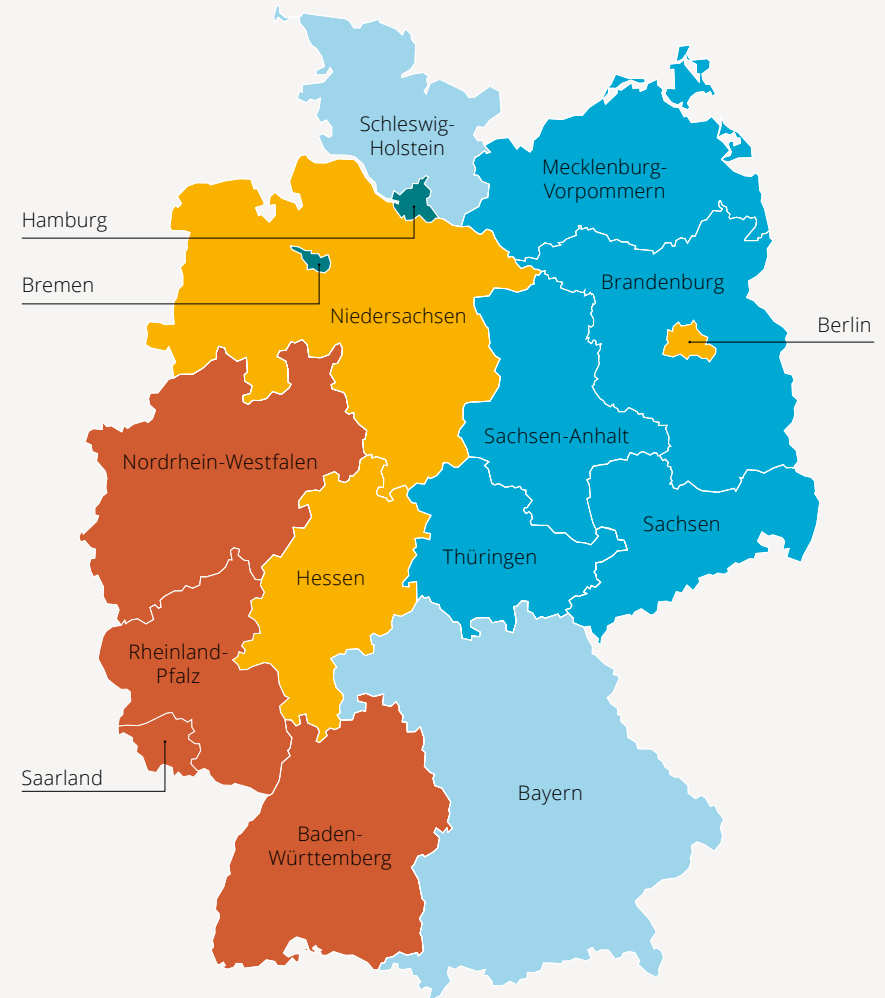 Schleswig-
Holstein
Mecklenburg-
Vorpommern
Hamburg
Bremen
Brandenburg
Niedersachsen
Berlin
Sachsen-Anhalt
Nordrhein-Westfalen
Sachsen
Thüringen
Hessen
Rheinland-
Pfalz
Saarland
Bayern
Baden-
Württemberg